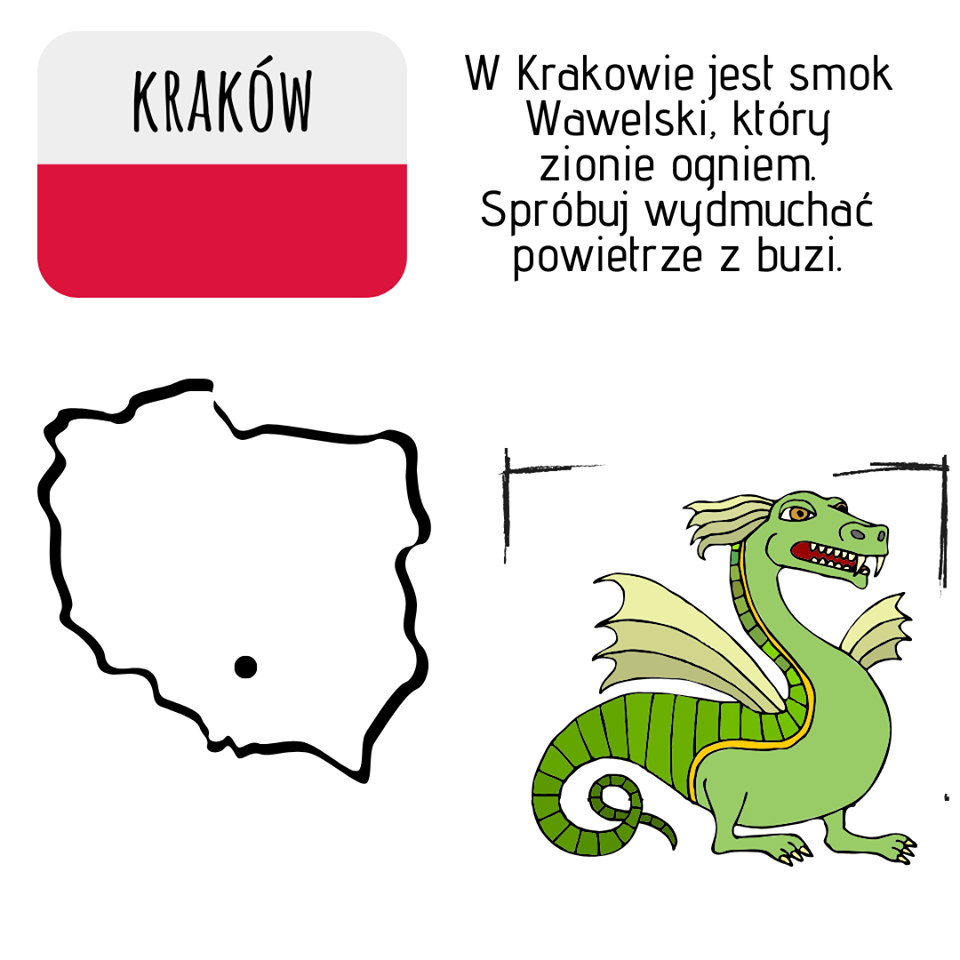 KRAKÓW
W Krakowie jest smok
Wawelski, który
zionie ogniem.
Spróbuj wydmuchać
powietrze z buzi.